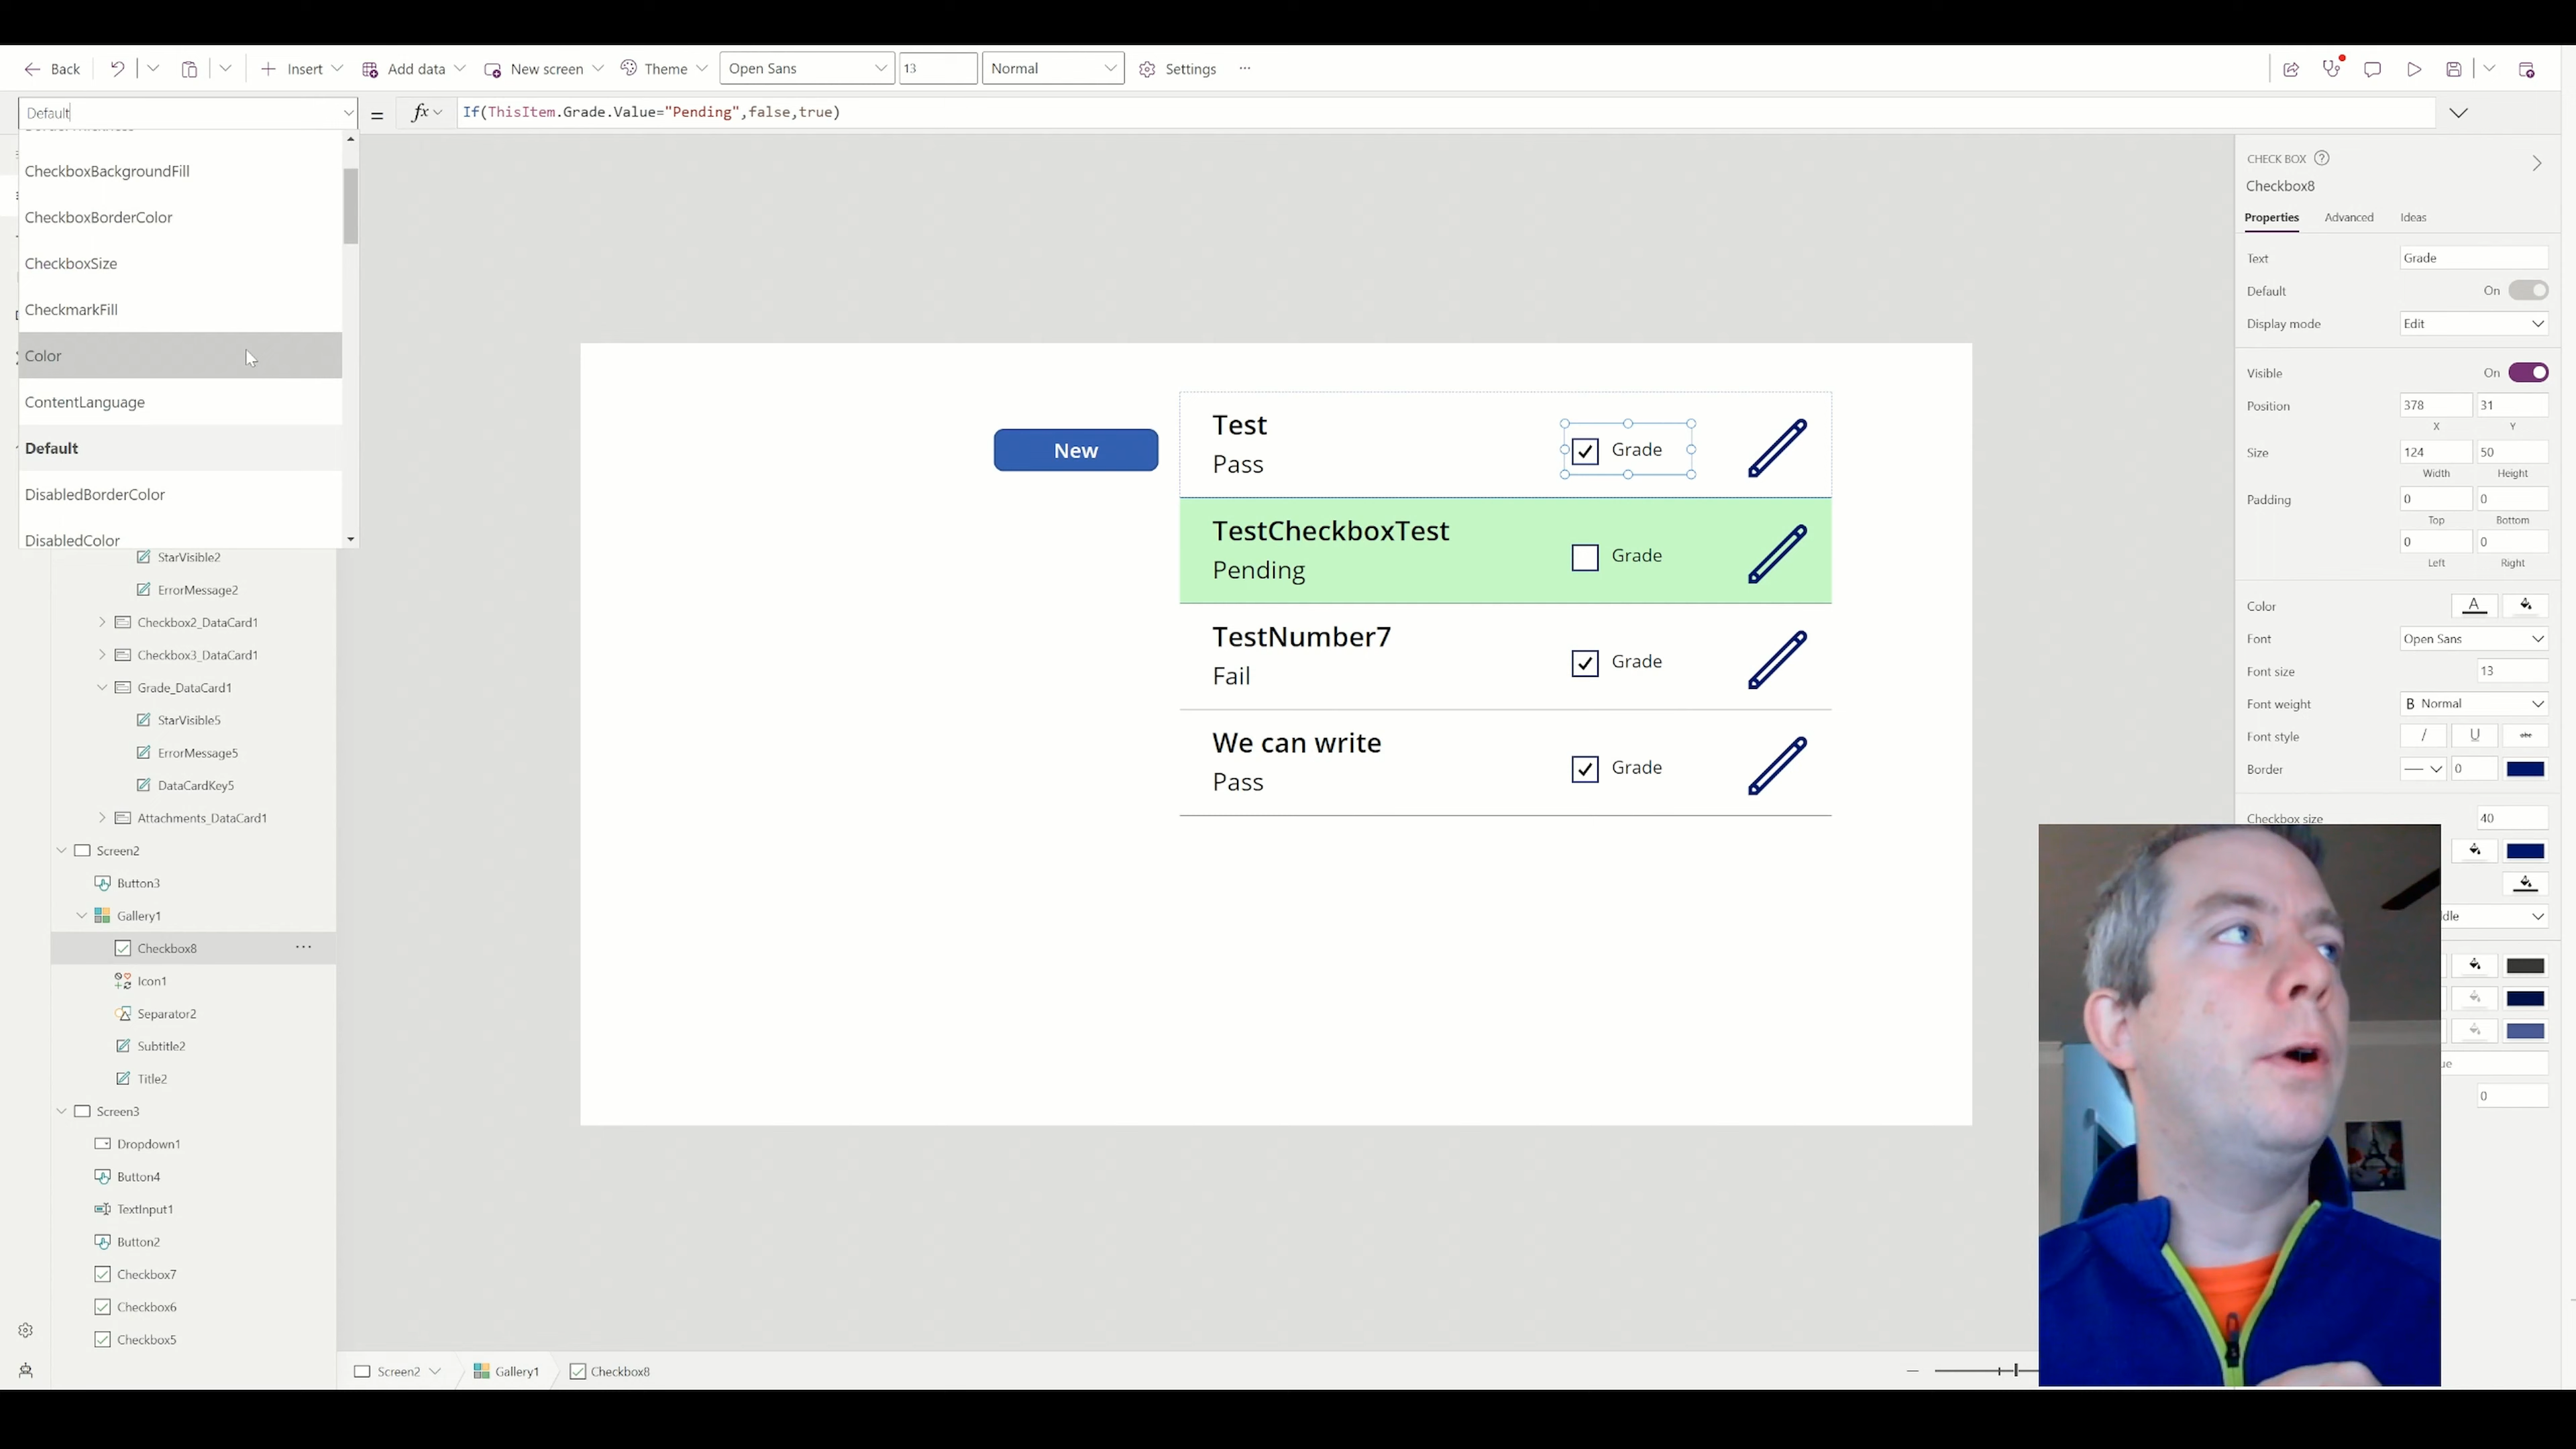 Back
Insert
Add data
New screen
Theme
Open Sans
13
Normal
Settings
Default
=
fx
If(ThisItem.Grade.Value="Pending",false,true)
CheckboxBackgroundFill
CheckboxBorderColor
CheckboxSize
CheckmarkFill
Color
ContentLanguage
Default
DisabledBorderColor
DisabledColor
StarVisible2
ErrorMessage2
Checkbox2_DataCard1
Checkbox3_DataCard1
Grade_DataCard1
StarVisible5
ErrorMessage5
DataCardKey5
Attachments_DataCard1
Screen2
Button3
Gallery1
Checkbox8
Icon1
Separator2
Subtitle2
Title2
Screen3
Dropdown1
Button4
TextInput1
Button2
Checkbox7
Checkbox6
Checkbox5
New
Test
Pass
Grade
TestCheckboxTest
Pending
Grade
TestNumber7
Fail
Grade
We can write
Pass
Grade
Screen2
Gallery1
Checkbox8
CHECK BOX
Checkbox8
Properties Advanced Ideas
Text Grade
Default On
Display mode Edit
Visible On
Position 378 31
X Y
Size 124 50
Width Height
Padding 0 0
Top Bottom
0 0
Left Right
Color A
Font Open Sans
Font size 13
Font weight B Normal
Font style / U abc
Border 0
Checkbox size 40
dle
ue
0